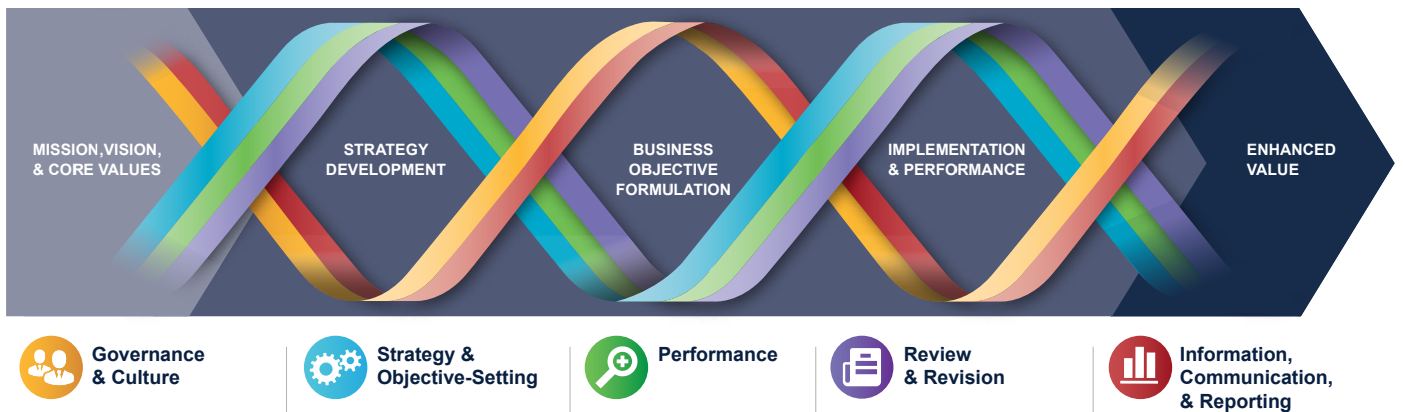 MISSION,VISION,
& CORE VALUES
STRATEGY
DEVELOPMENT
BUSINESS
OBJECTIVE
FORMULATION
IMPLEMENTATION
& PERFORMANCE
ENHANCED
VALUE
Governance
& Culture
Strategy &
Objective-Setting
Performance
Review
& Revision
Information,
Communication,
& Reporting